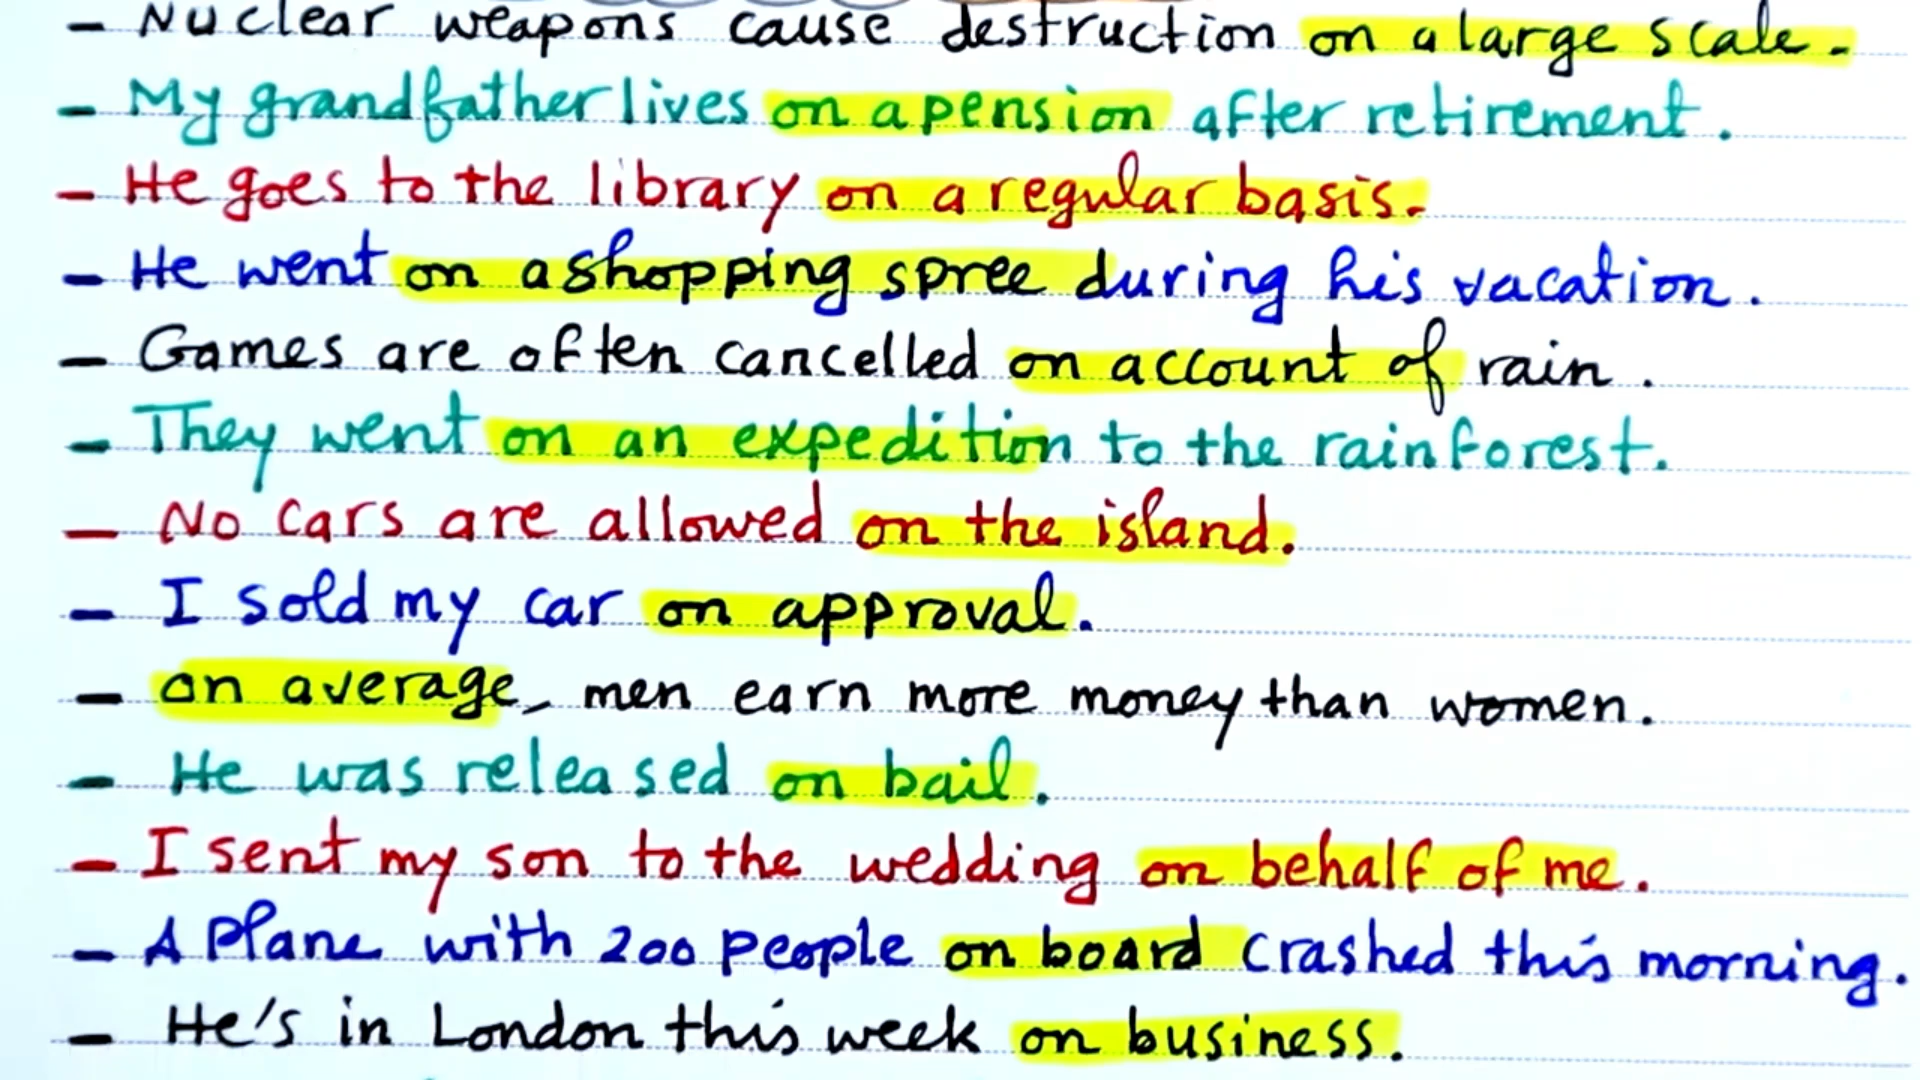 - Nuclear weapons cause destruction on a large scale.
- My grandfather lives on a pension after retirement.
- He goes to the library on a regular basis.
- He went on a shopping spree during his vacation.
- Games are often cancelled on account of rain.
- They went on an expedition to the rainforest.
- No cars are allowed on the island.
- I sold my car on approval.
- on average, men earn more money than women.
- He was released on bail.
- I sent my son to the wedding on behalf of me.
- A plane with 200 people on board crashed this morning.
- He's in London this week on business.